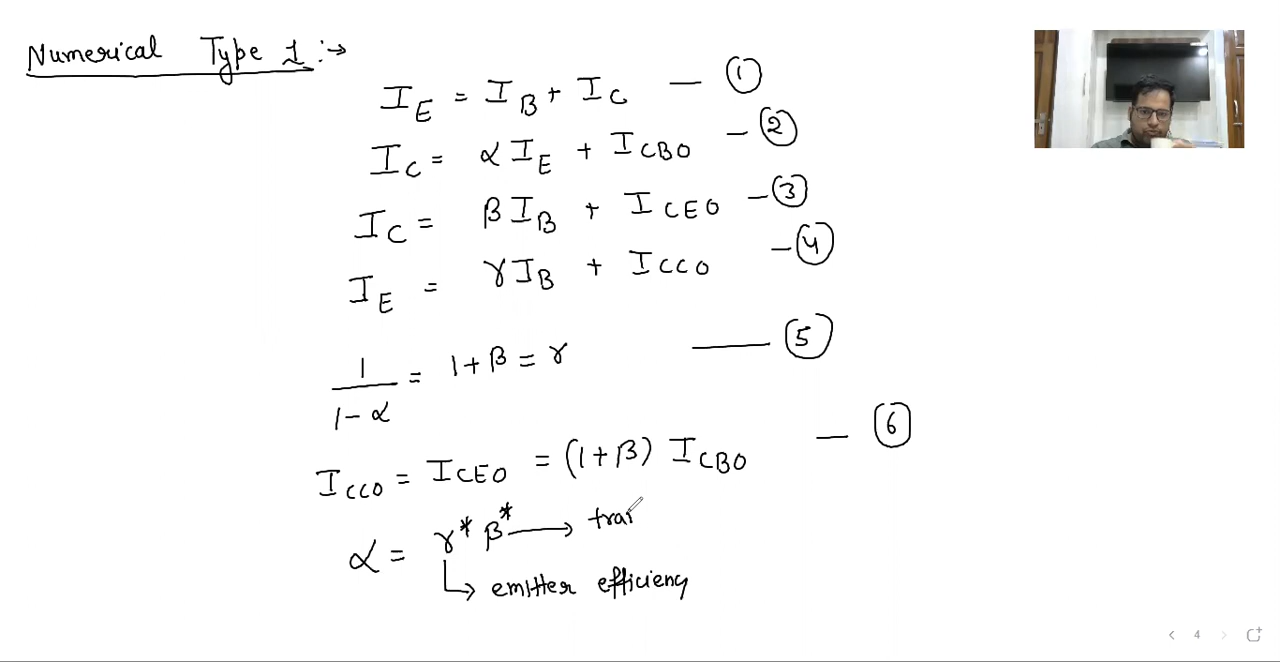 Numerical Type 1 :→
I_E = I_B + I_C — ①
I_C = α I_E + I_CBO — ②
I_C = β I_B + I_CEO — ③
I_E = γ I_B + I_CCO — ④
1/(1-α) = 1+β = γ — ⑤
I_CCO = I_CEO = (1+β) I_CBO — ⑥
α = γ* β* → tra
↳ emitter efficiency
< 4 >